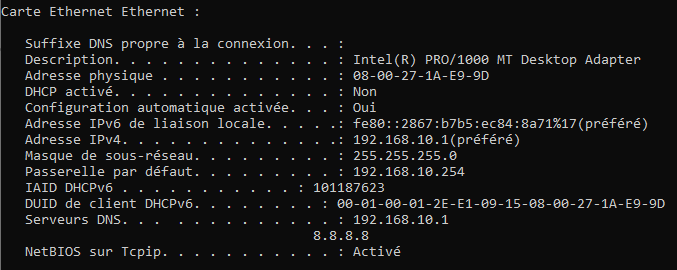 Carte Ethernet Ethernet :
Suffixe DNS propre à la connexion. . . :
Description. . . . . . . . . . . . . . : Intel(R) PRO/1000 MT Desktop Adapter
Adresse physique . . . . . . . . . . . : 08-00-27-1A-E9-9D
DHCP activé. . . . . . . . . . . . . . : Non
Configuration automatique activée. . . : Oui
Adresse IPv6 de liaison locale. . . . .: fe80::2867:b7b5:ec84:8a71%17(préféré)
Adresse IPv4. . . . . . . . . . . . . .: 192.168.10.1(préféré)
Masque de sous-réseau. . . . . . . . . : 255.255.255.0
Passerelle par défaut. . . . . . . . . : 192.168.10.254
IAID DHCPv6 . . . . . . . . . . . : 101187623
DUID de client DHCPv6. . . . . . . . : 00-01-00-01-2E-E1-09-15-08-00-27-1A-E9-9D
Serveurs DNS. . . . . . . . . . . . . : 192.168.10.1
8.8.8.8
NetBIOS sur Tcpip. . . . . . . . . . . : Activé